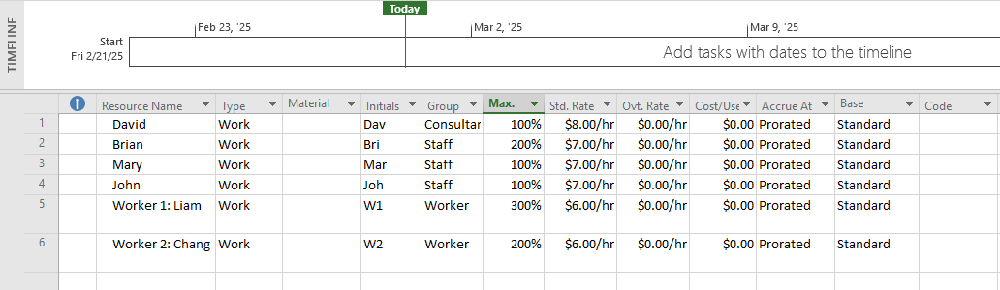 Today
Feb 23, '25 Mar 2, '25 Mar 9, '25
TIMELINE
Start
Fri 2/21/25
Add tasks with dates to the timeline
Resource Name Type Material Initials Group Max. Std. Rate Ovt. Rate Cost/Use Accrue At Base Code
1 David Work Dav Consultar 100% $8.00/hr $0.00/hr $0.00 Prorated Standard
2 Brian Work Bri Staff 200% $7.00/hr $0.00/hr $0.00 Prorated Standard
3 Mary Work Mar Staff 100% $7.00/hr $0.00/hr $0.00 Prorated Standard
4 John Work Joh Staff 100% $7.00/hr $0.00/hr $0.00 Prorated Standard
5 Worker 1: Liam Work W1 Worker 300% $6.00/hr $0.00/hr $0.00 Prorated Standard
6 Worker 2: Chang Work W2 Worker 200% $6.00/hr $0.00/hr $0.00 Prorated Standard